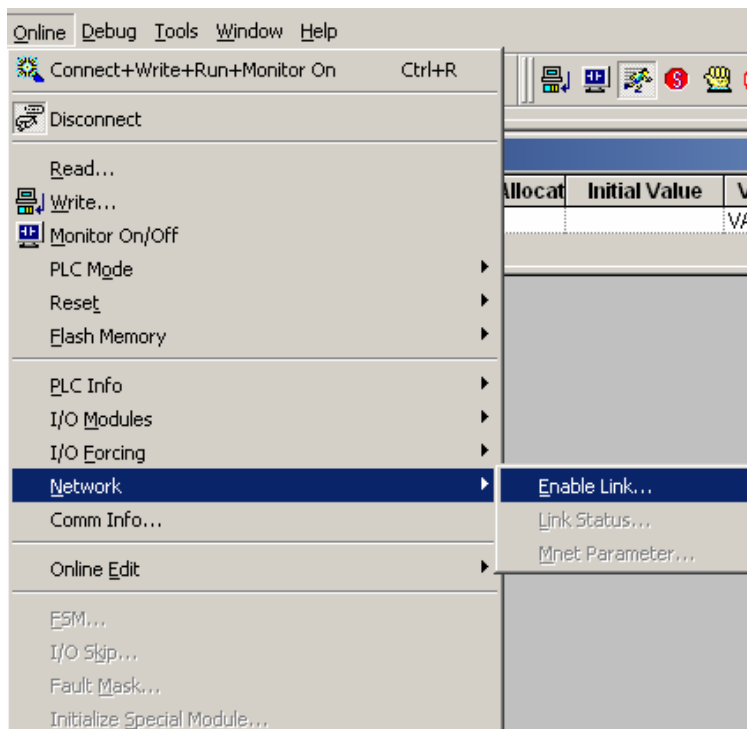 Online Debug Tools Window Help
Connect+Write+Run+Monitor On Ctrl+R
Disconnect
Read...
Write...
Monitor On/Off
PLC Mode
Reset
Flash Memory
PLC Info
I/O Modules
I/O Forcing
Network
Comm Info...
Online Edit
FSM...
I/O Skip...
Fault Mask...
Initialize Special Module...
Enable Link...
Link Status...
Mnet Parameter...
Allocat Initial Value V
VA